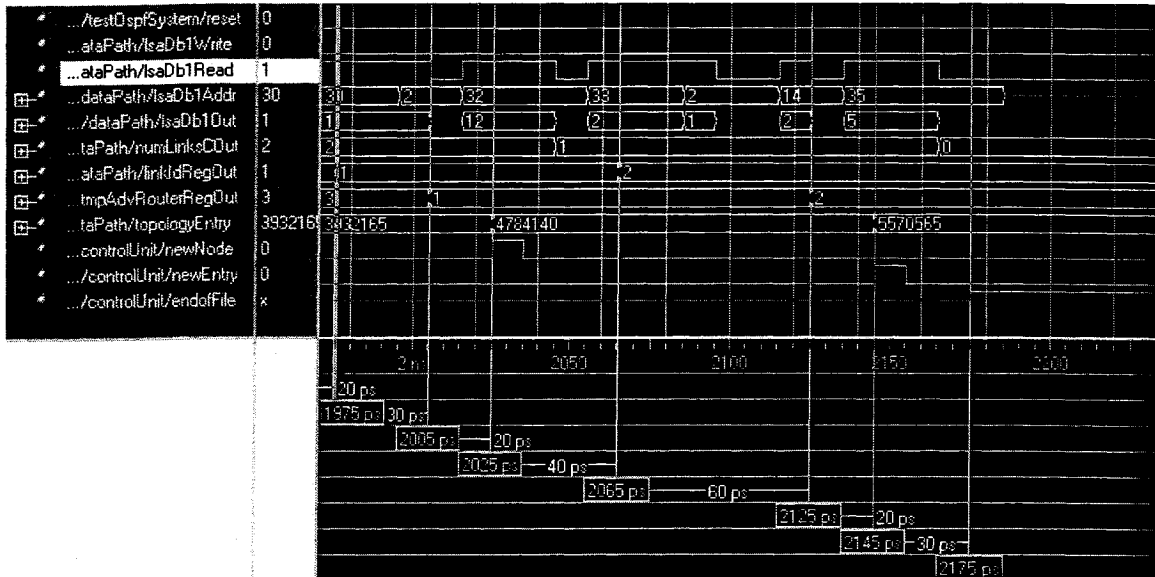 .../testOspfSystem/reset 0
...ataPath/lsaDb1Write 0
...ataPath/lsaDb1Read 1
...dataPath/lsaDb1Addr 30 30 2 32 33 2 14 35
.../dataPath/lsaDb1Out 1 1 12 2 1 2 5
...taPath/numLinksCOut 2 2 1 0
...ataPath/linkIdRegOut 1 1 2
...tmpAdvRouterRegOut 3 3 1 2
...taPath/topologyEntry 3932165 3932165 4784140 5570565
...controlUnit/newNode 0
.../controlUnit/newEntry 0
.../controlUnit/endofFile x
2050 2100 2150 2200
20 ps
1975 ps 30 ps
2005 ps 20 ps
2025 ps 40 ps
2065 ps 60 ps
2125 ps 20 ps
2145 ps 30 ps
2175 ps